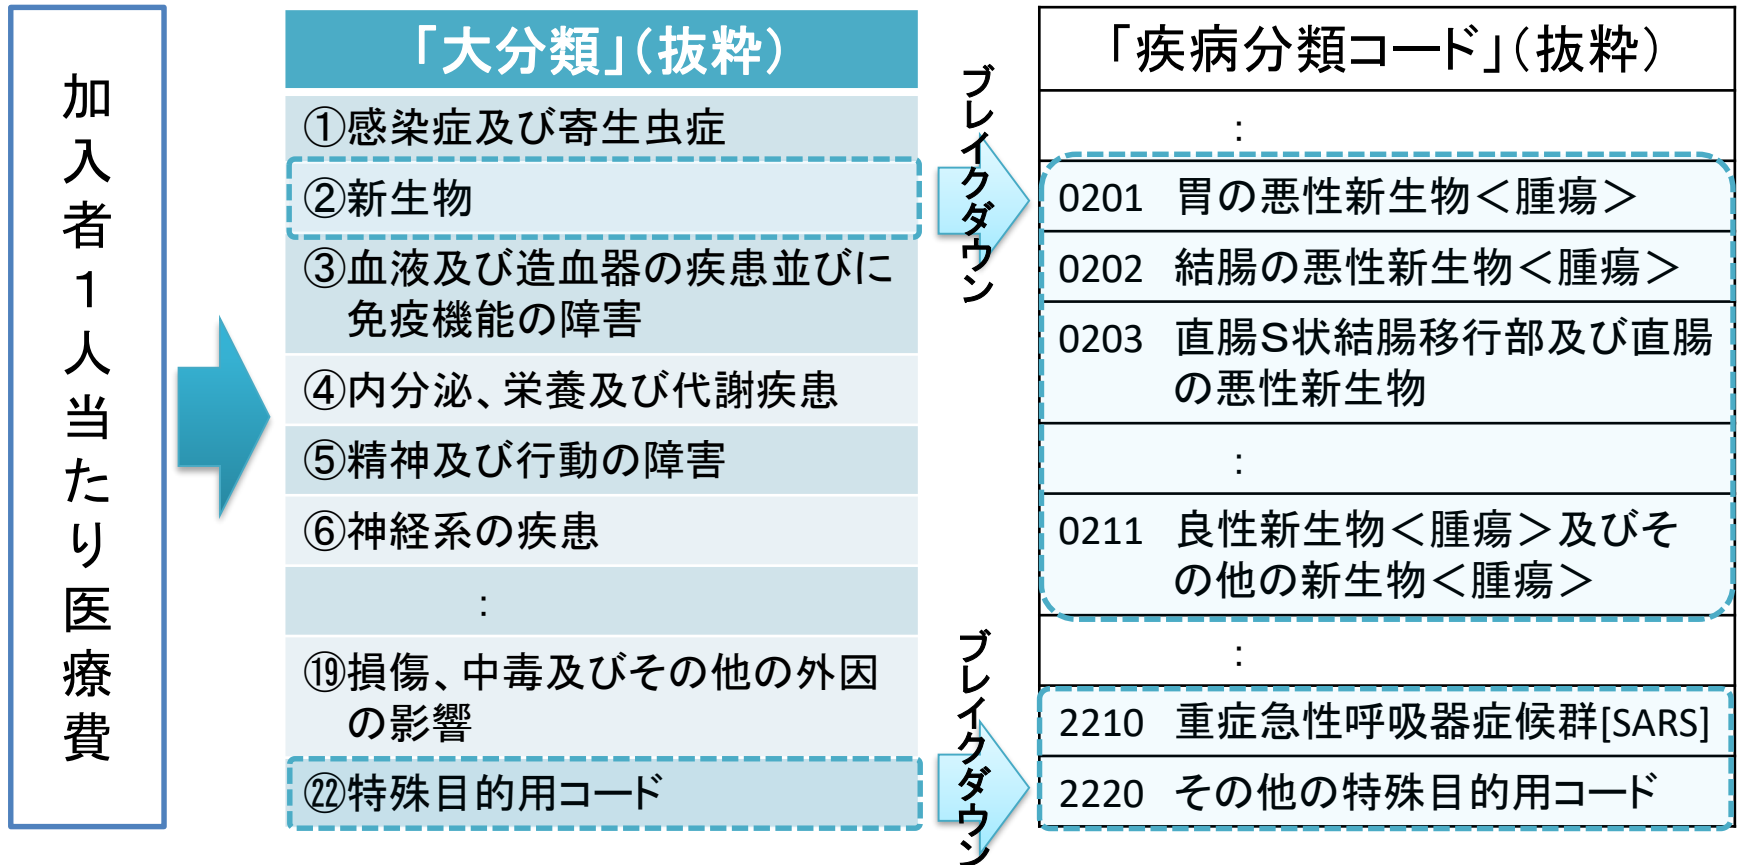 加入者１人当たり医療費
「大分類」（抜粋）
①感染症及び寄生虫症
②新生物
③血液及び造血器の疾患並びに
免疫機能の障害
④内分泌、栄養及び代謝疾患
⑤精神及び行動の障害
⑥神経系の疾患
：
⑲損傷、中毒及びその他の外因
の影響
㉒特殊目的用コード
ブレイクダウン
ブレイクダウン
「疾病分類コード」（抜粋）
：
0201 胃の悪性新生物＜腫瘍＞
0202 結腸の悪性新生物＜腫瘍＞
0203 直腸Ｓ状結腸移行部及び直腸
の悪性新生物
：
0211 良性新生物＜腫瘍＞及びそ
の他の新生物＜腫瘍＞
：
2210 重症急性呼吸器症候群[SARS]
2220 その他の特殊目的用コード